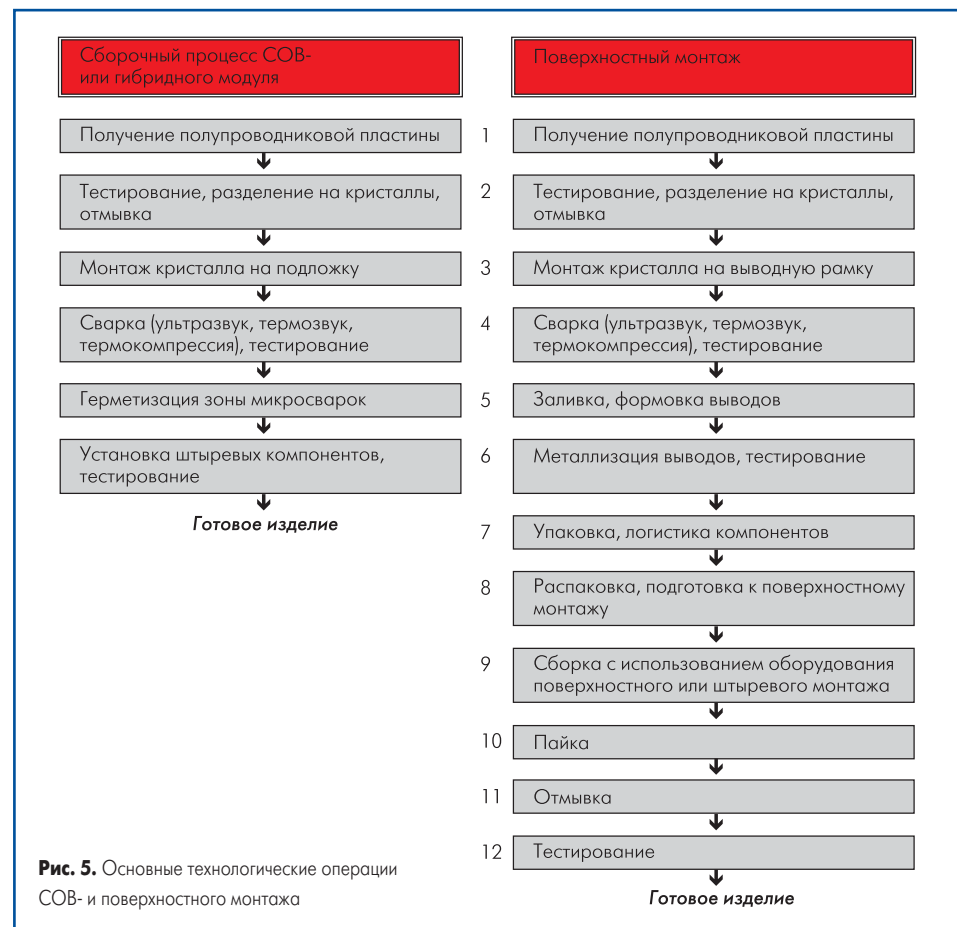 Сборочный процесс COB-
или гибридного модуля
Поверхностный монтаж
Получение полупроводниковой пластины
1
Получение полупроводниковой пластины
Тестирование, разделение на кристаллы,
отмывка
2
Тестирование, разделение на кристаллы,
отмывка
Монтаж кристалла на подложку
3
Монтаж кристалла на выводную рамку
Сварка (ультразвук, термозвук,
термокомпрессия), тестирование
4
Сварка (ультразвук, термозвук,
термокомпрессия), тестирование
Герметизация зоны микросварок
5
Заливка, формовка выводов
Установка штыревых компонентов,
тестирование
6
Металлизация выводов, тестирование
Готовое изделие
7
Упаковка, логистика компонентов
8
Распаковка, подготовка к поверхностному
монтажу
9
Сборка с использованием оборудования
поверхностного или штыревого монтажа
10
Пайка
11
Отмывка
12
Тестирование
Готовое изделие
Рис. 5. Основные технологические операции
COB- и поверхностного монтажа